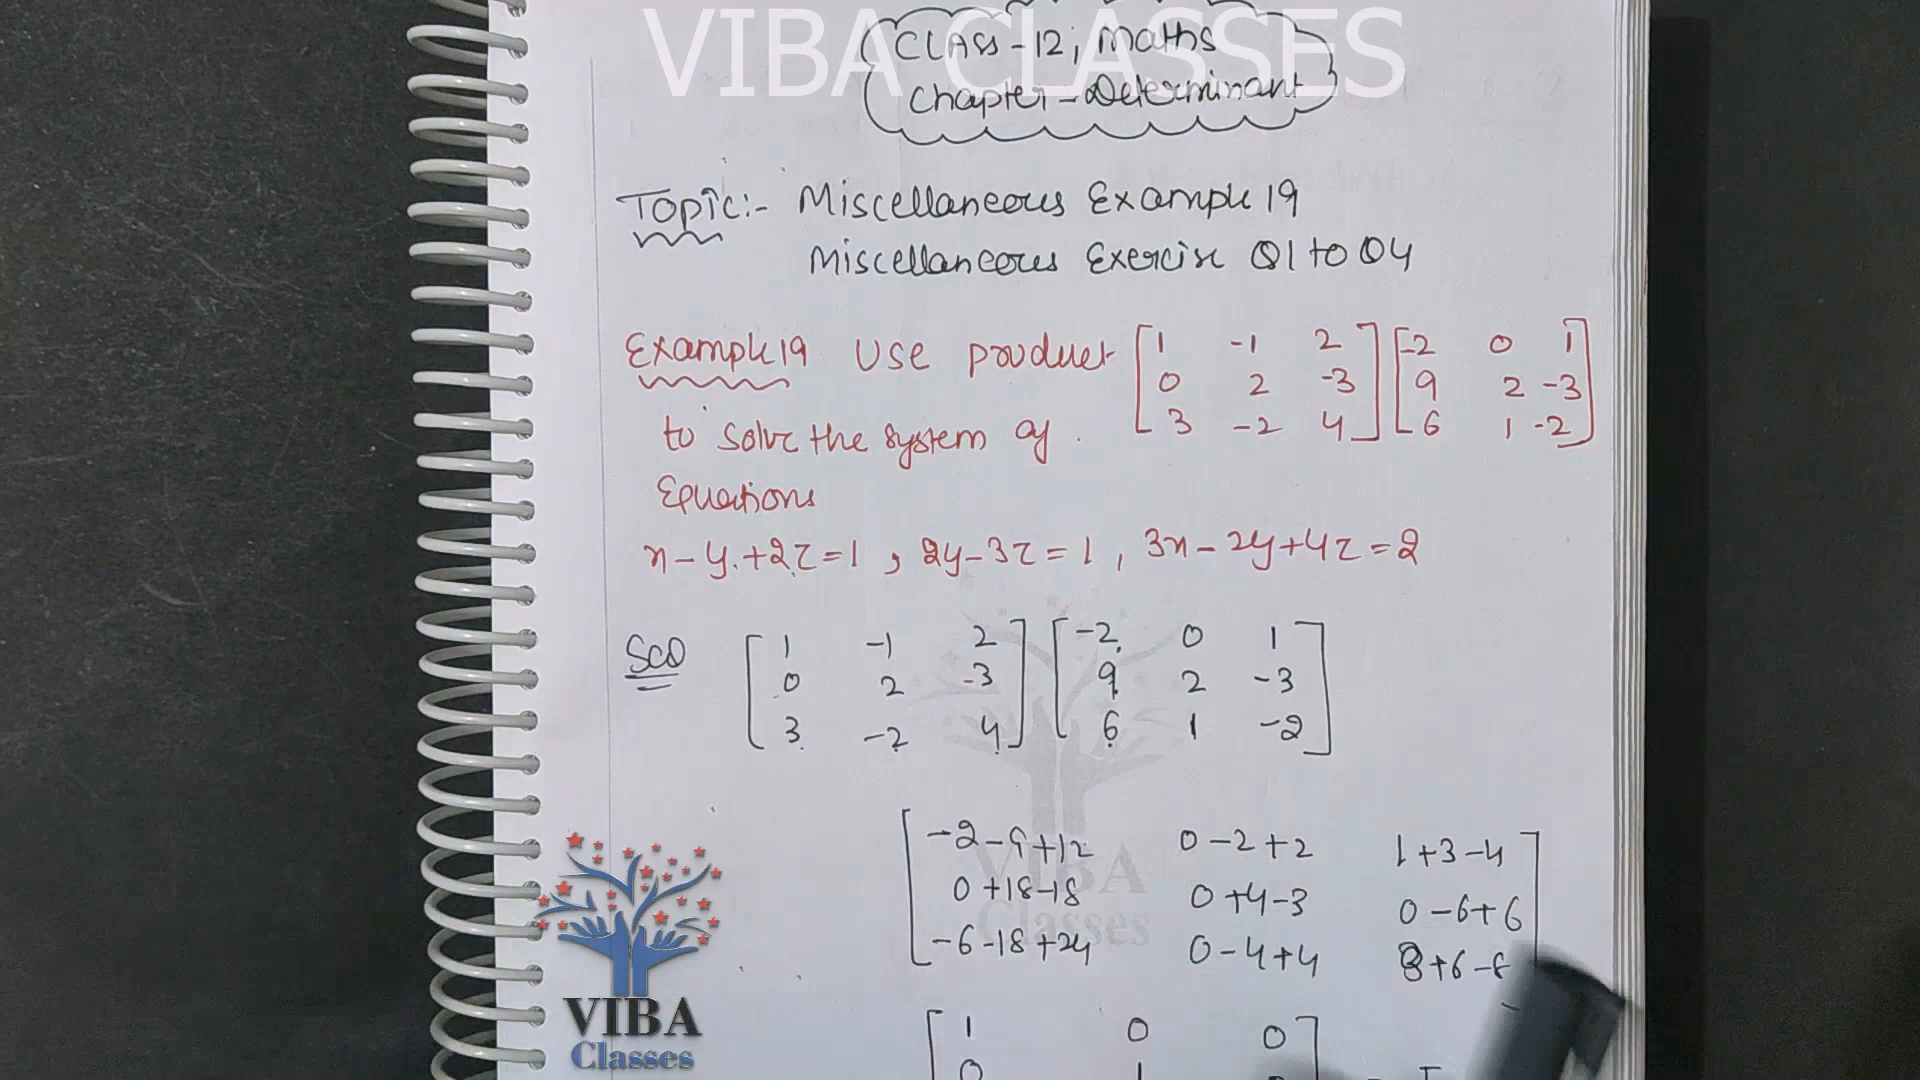 VIBA CLASSES
CLASS-12; Maths
Chapter-Determinant
Topic:- Miscellaneous Example 19
Miscellaneous Exercise Q1 to Q4
Example 19 Use product [1 -1 2] [-2 0 1]
[0 2 -3] [9 2 -3]
to solve the system of [3 -2 4] [6 1 -2]
Equations
x-y+2z=1, 2y-3z=1, 3x-2y+4z=2
Sol [1 -1 2] [-2 0 1]
[0 2 -3] [9 2 -3]
[3 -2 4] [6 1 -2]
[-2-9+12 0-2+2 1+3-4]
[0+18-18 0+4-3 0-6+6]
[-6-18+24 0-4+4 3+6-8]
[1 0 0]
0 1
VIBA
Classes
VIBA
Classes